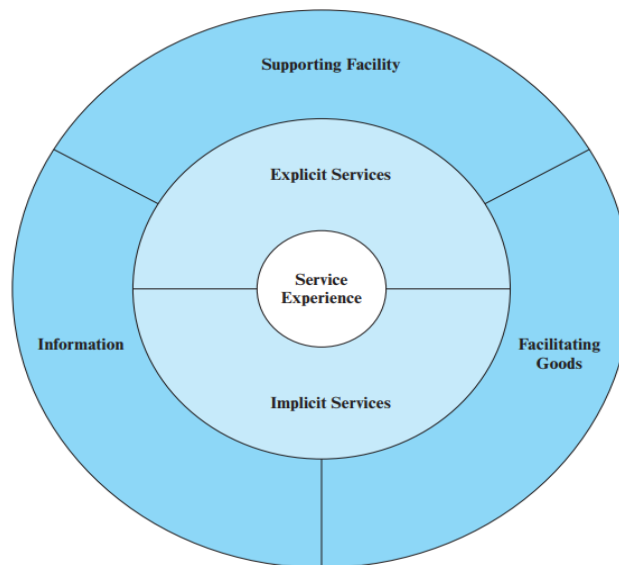 Supporting Facility
Explicit Services
Service
Experience
Information
Facilitating
Goods
Implicit Services